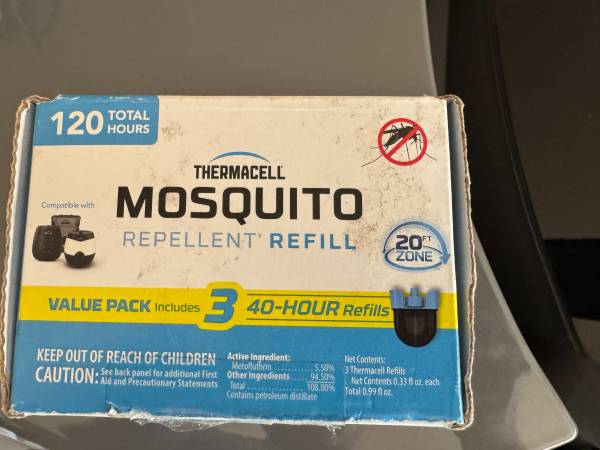 120 TOTAL HOURS
THERMACELL
Compatible with
MOSQUITO
REPELLENT REFILL
20 FT ZONE
VALUE PACK Includes 3 40-HOUR Refills
KEEP OUT OF REACH OF CHILDREN
CAUTION: See back panel for additional First
Aid and Precautionary Statements
Active Ingredient:
Metofluthrin..........5.50%
Other Ingredients.....94.50%
Total..........100.00%
Contains petroleum distillate
Net Contents:
3 Thermacell Refills
Net Contents 0.33 fl oz. each
Total 0.99 fl oz.